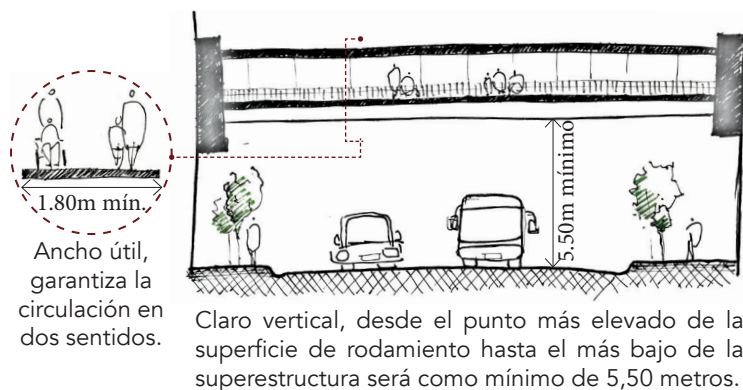 1.80m mín.
Ancho útil,
garantiza la
circulación en
dos sentidos.
5.50m mínimo
Claro vertical, desde el punto más elevado de la
superficie de rodamiento hasta el más bajo de la
superestructura será como mínimo de 5,50 metros.